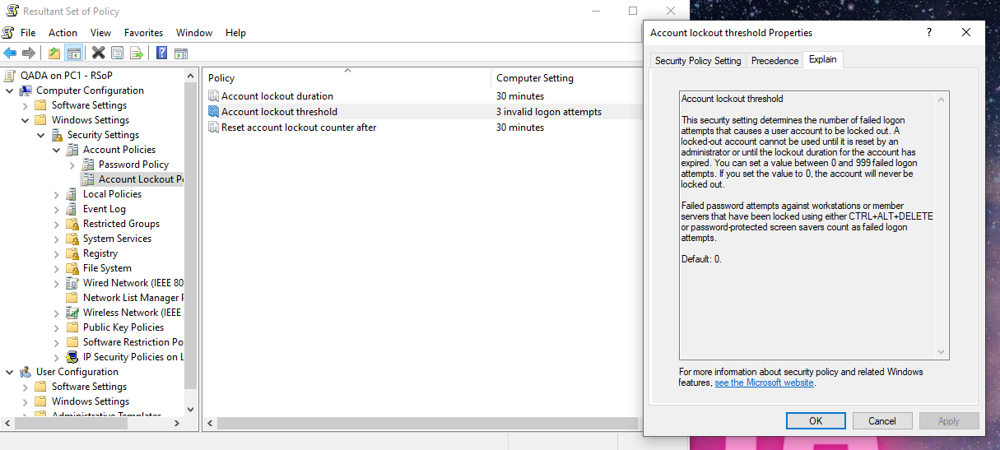 Resultant Set of Policy
File Action View Favorites Window Help
QADA on PC1 - RSoP
Computer Configuration
Software Settings
Windows Settings
Security Settings
Account Policies
Password Policy
Account Lockout Po
Local Policies
Event Log
Restricted Groups
System Services
Registry
File System
Wired Network (IEEE 80
Network List Manager P
Wireless Network (IEEE
Public Key Policies
Software Restriction Po
IP Security Policies on L
User Configuration
Software Settings
Windows Settings
Administrative Templates
Policy Computer Setting
Account lockout duration 30 minutes
Account lockout threshold 3 invalid logon attempts
Reset account lockout counter after 30 minutes
Account lockout threshold Properties ?
Security Policy Setting Precedence Explain
Account lockout threshold
This security setting determines the number of failed logon
attempts that causes a user account to be locked out. A
locked-out account cannot be used until it is reset by an
administrator or until the lockout duration for the account has
expired. You can set a value between 0 and 999 failed logon
attempts. If you set the value to 0, the account will never be
locked out.
Failed password attempts against workstations or member
servers that have been locked using either CTRL+ALT+DELETE
or password-protected screen savers count as failed logon
attempts.
Default: 0.
For more information about security policy and related Windows
features, see the Microsoft website.
OK Cancel Apply